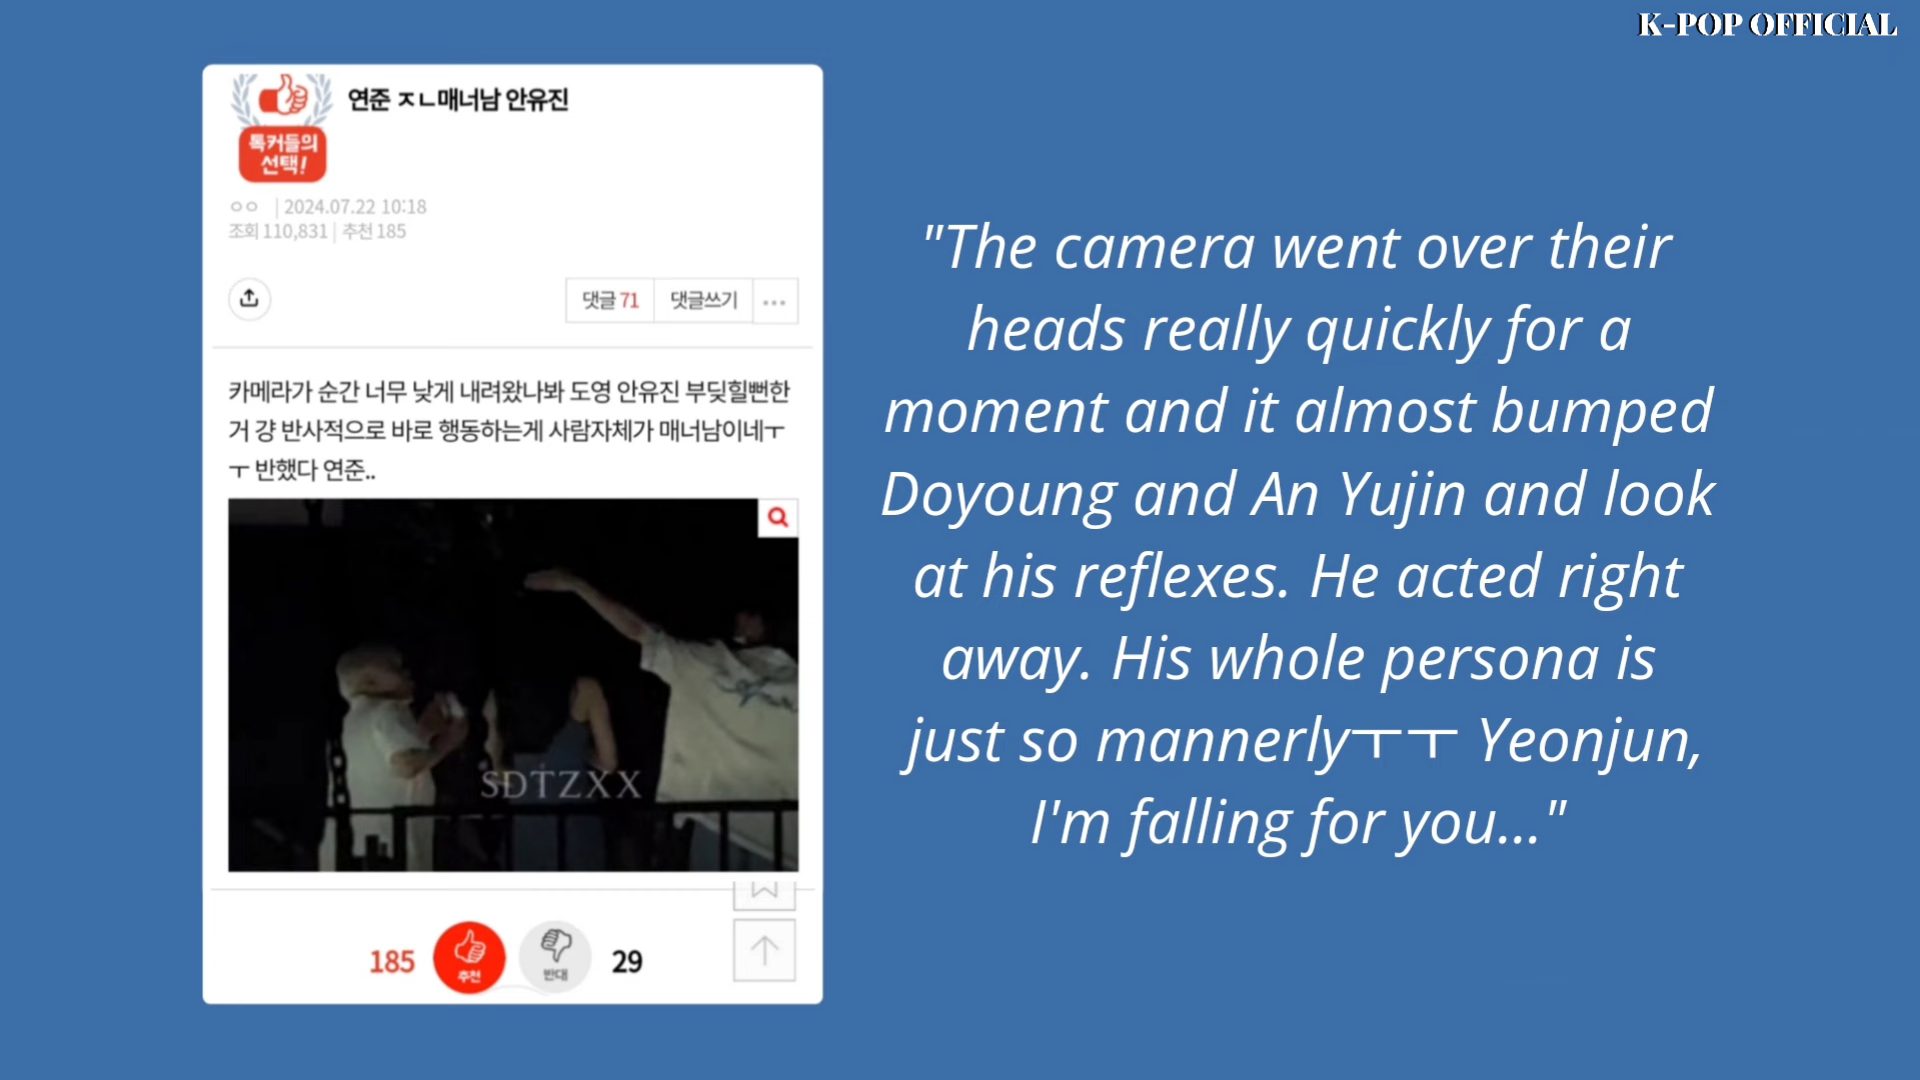 K-POP OFFICIAL
연준 ㅈㄴ매너남 안유진
톡커들의
선택!
ㅇㅇ | 2024.07.22 10:18
조회 110,831 | 추천 185
댓글 71 댓글쓰기 ...
카메라가 순간 너무 낮게 내려왔나봐 도영 안유진 부딪힐뻔한
거 걍 반사적으로 바로 행동하는게 사람자체가 매너남이네ㅜ
ㅜ 반했다 연준..
SDTZXX
185 추천 반대 29
"The camera went over their
heads really quickly for a
moment and it almost bumped
Doyoung and An Yujin and look
at his reflexes. He acted right
away. His whole persona is
just so mannerlyㅜㅜ Yeonjun,
I'm falling for you..."